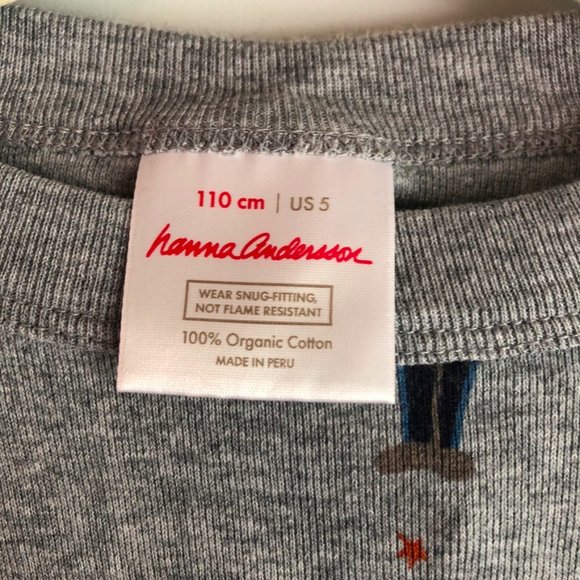 110 cm | US 5
hanna andersson
WEAR SNUG-FITTING,
NOT FLAME RESISTANT
100% Organic Cotton
MADE IN PERU